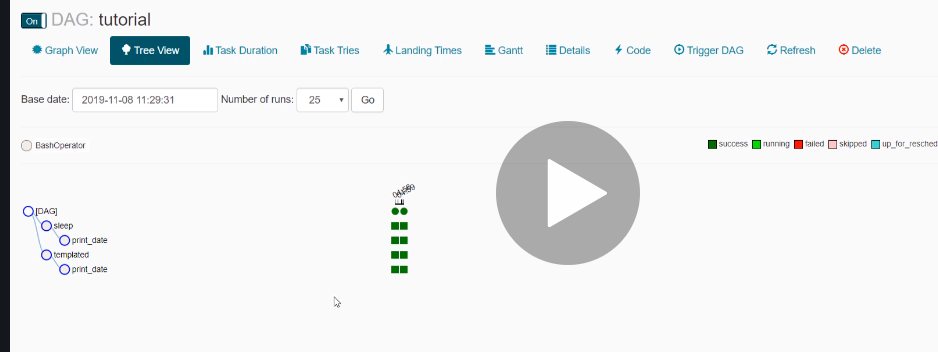 On DAG: tutorial
Graph View Tree View Task Duration Task Tries Landing Times Gantt Details Code Trigger DAG Refresh Delete
Base date: 2019-11-08 11:29:31 Number of runs: 25 Go
BashOperator success running failed skipped up_for_resched
[DAG]
sleep
print_date
templated
print_date